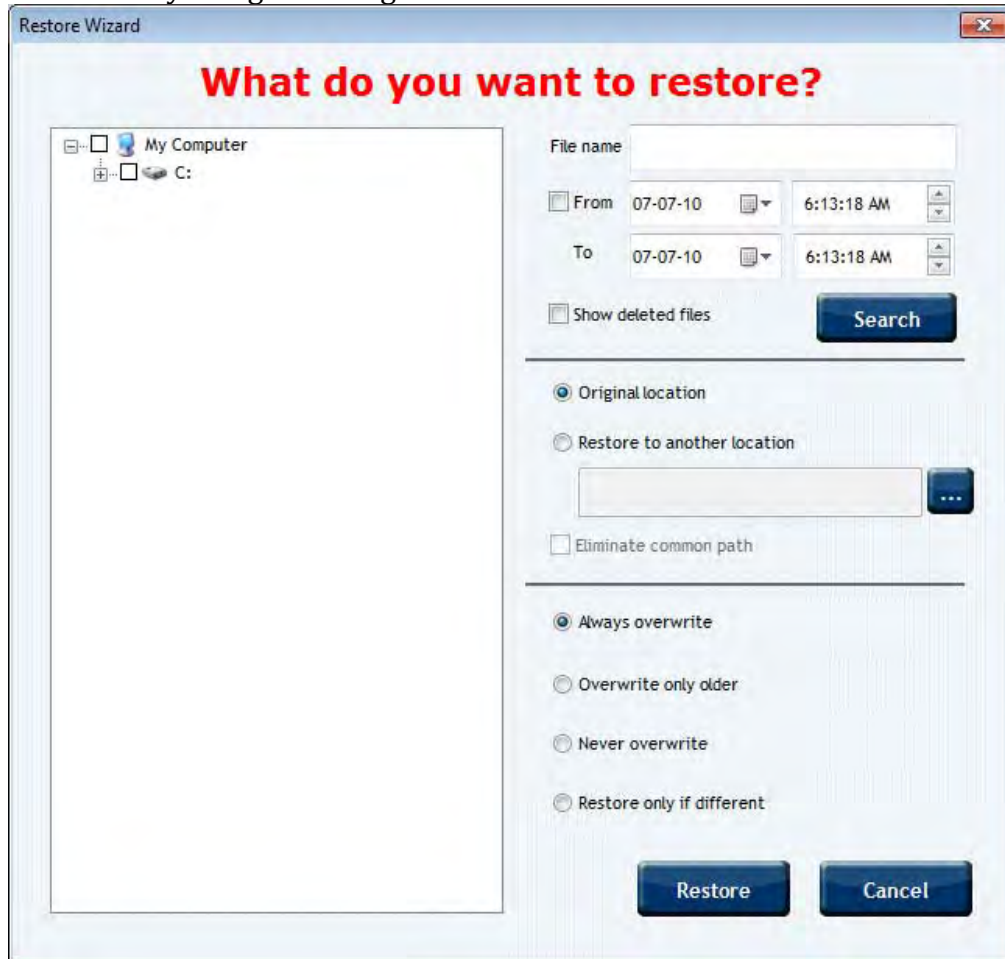 Restore Wizard
What do you want to restore?
My Computer
C:
File name
From 07-07-10 6:13:18 AM
To 07-07-10 6:13:18 AM
Show deleted files
Search
Original location
Restore to another location
...
Eliminate common path
Always overwrite
Overwrite only older
Never overwrite
Restore only if different
Restore
Cancel